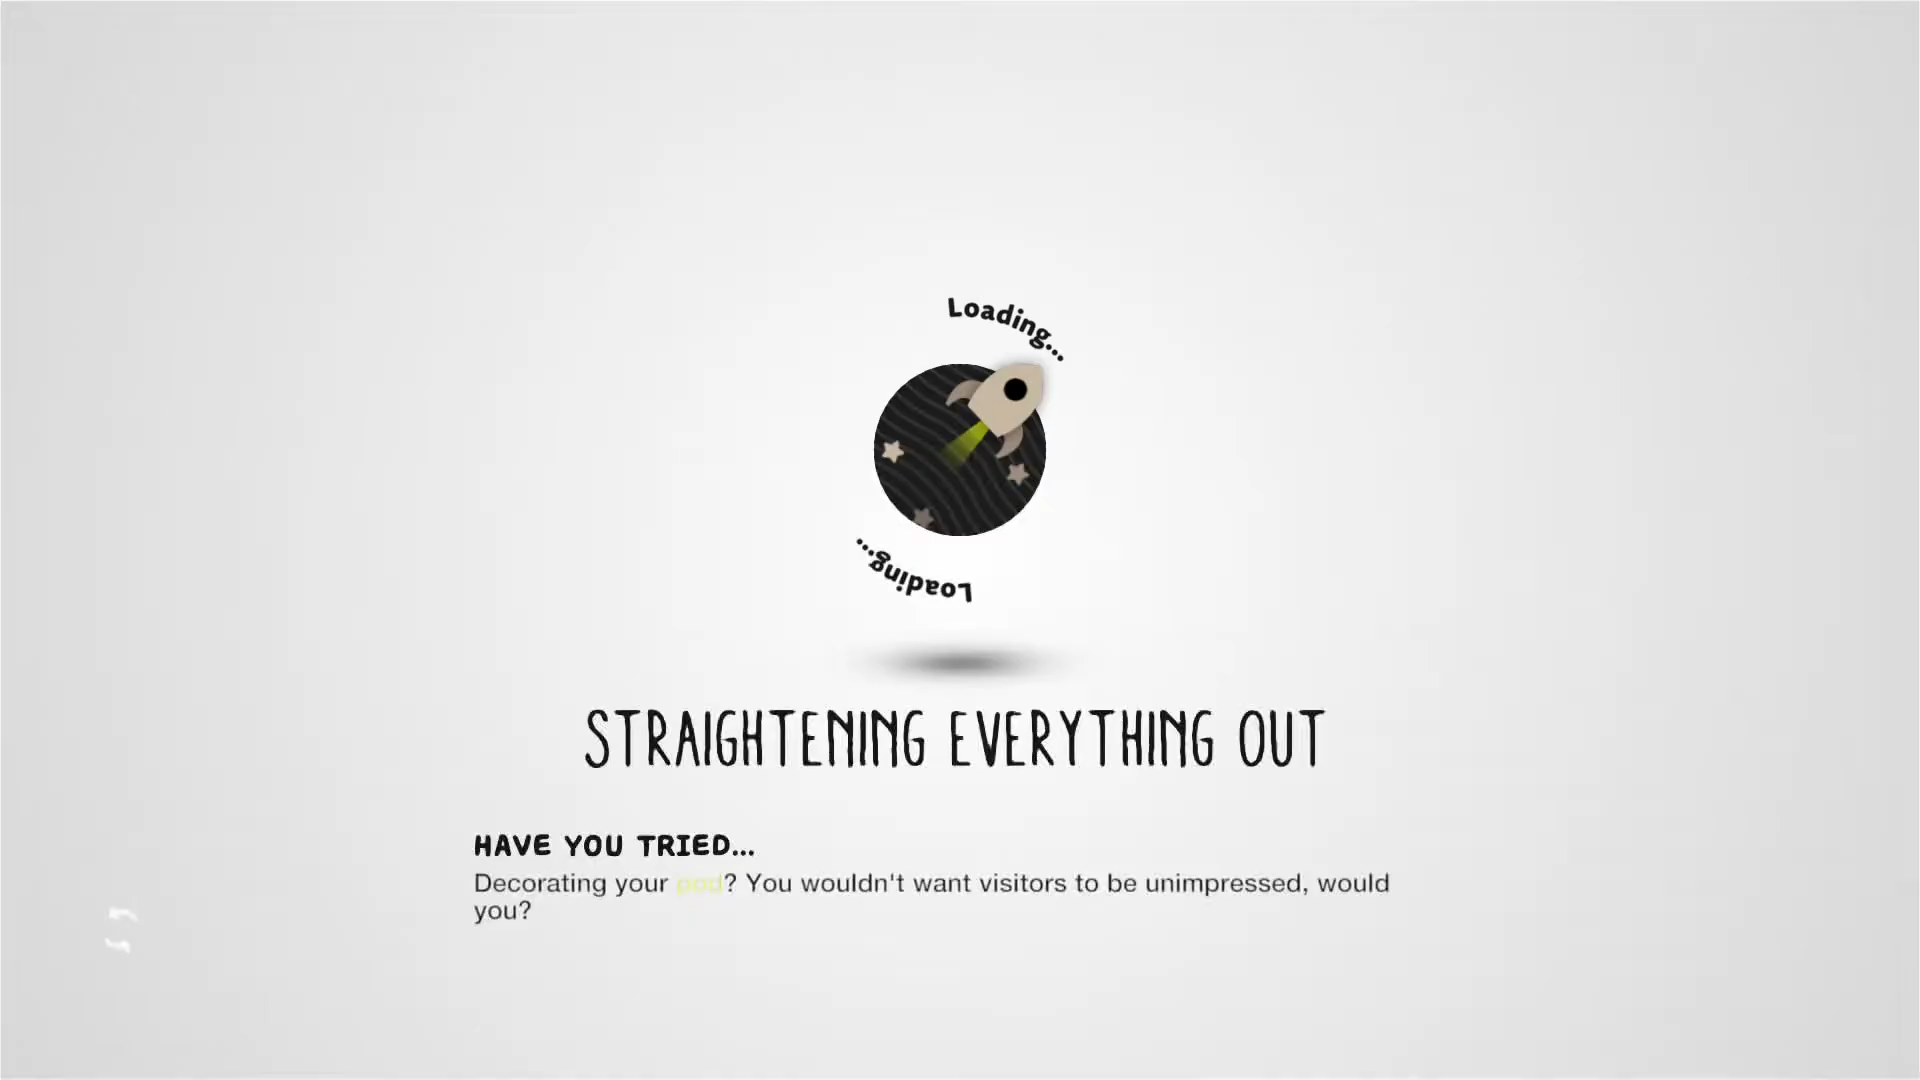 Loading...
Loading...
STRAIGHTENING EVERYTHING OUT
HAVE YOU TRIED...
Decorating your pod? You wouldn't want visitors to be unimpressed, would
you?